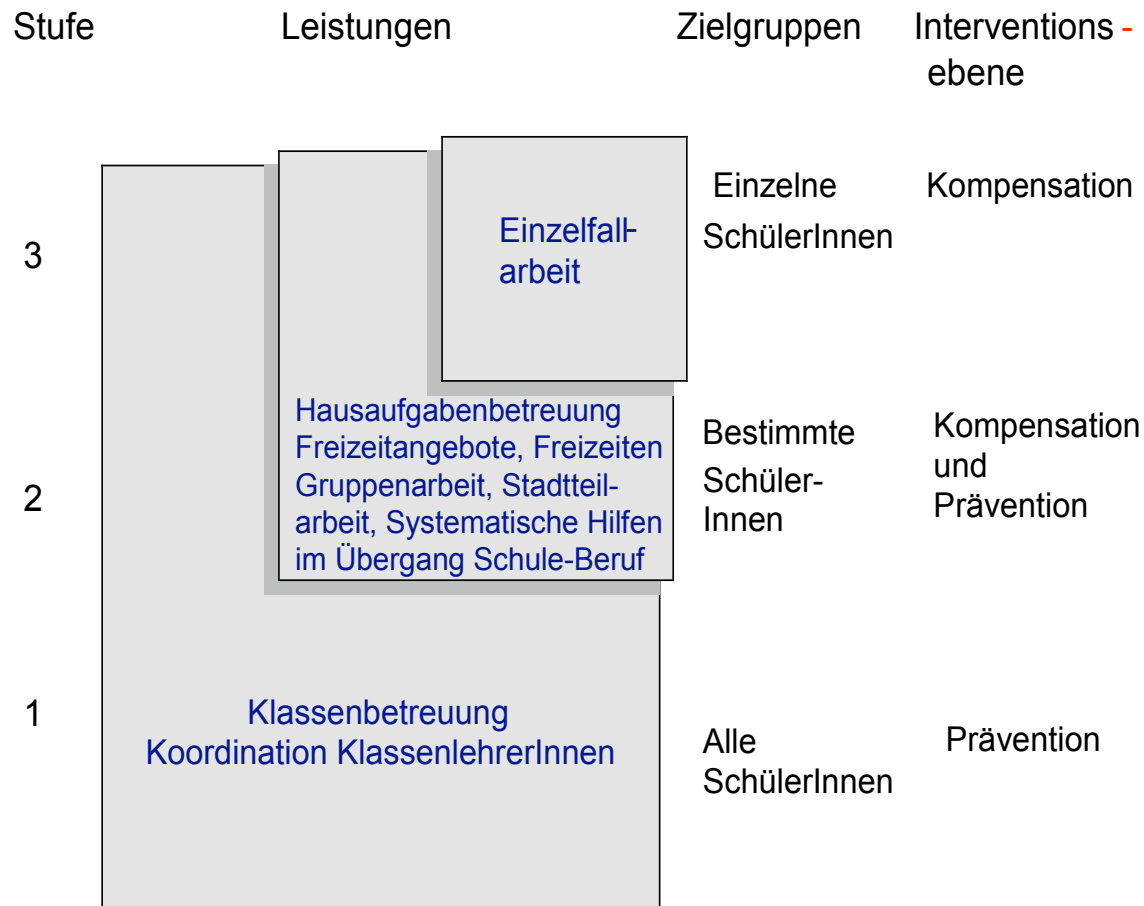 Stufe Leistungen Zielgruppen Interventions -
ebene
3
Einzelfall-
arbeit
Einzelne
SchülerInnen
Kompensation
2
Hausaufgabenbetreuung
Freizeitangebote, Freizeiten
Gruppenarbeit, Stadtteil-
arbeit, Systematische Hilfen
im Übergang Schule-Beruf
Bestimmte
Schüler-
Innen
Kompensation
und
Prävention
1
Klassenbetreuung
Koordination KlassenlehrerInnen
Alle
SchülerInnen
Prävention